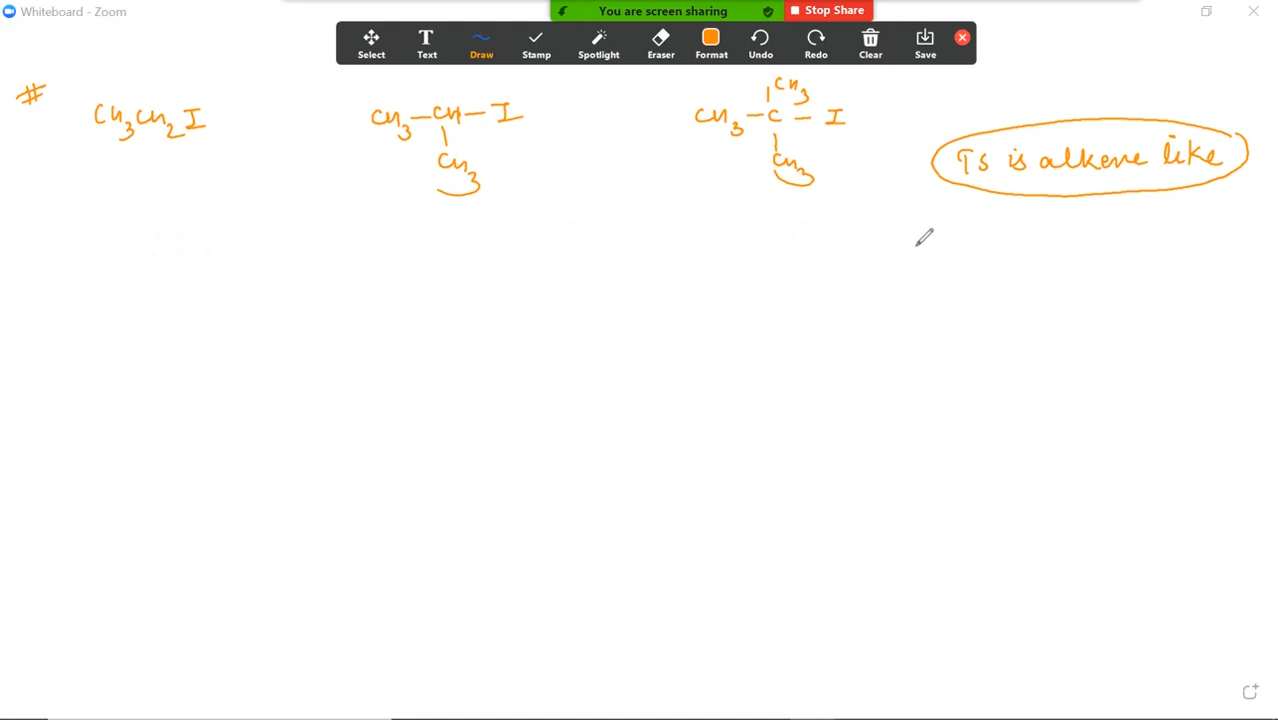 Whiteboard - Zoom
You are screen sharing
Stop Share
Select
Text
Draw
Stamp
Spotlight
Eraser
Format
Undo
Redo
Clear
Save
#
CH3CH2I
CH3-CH-I
CH3
CH3
CH3-C-I
CH3
TS is alkene like